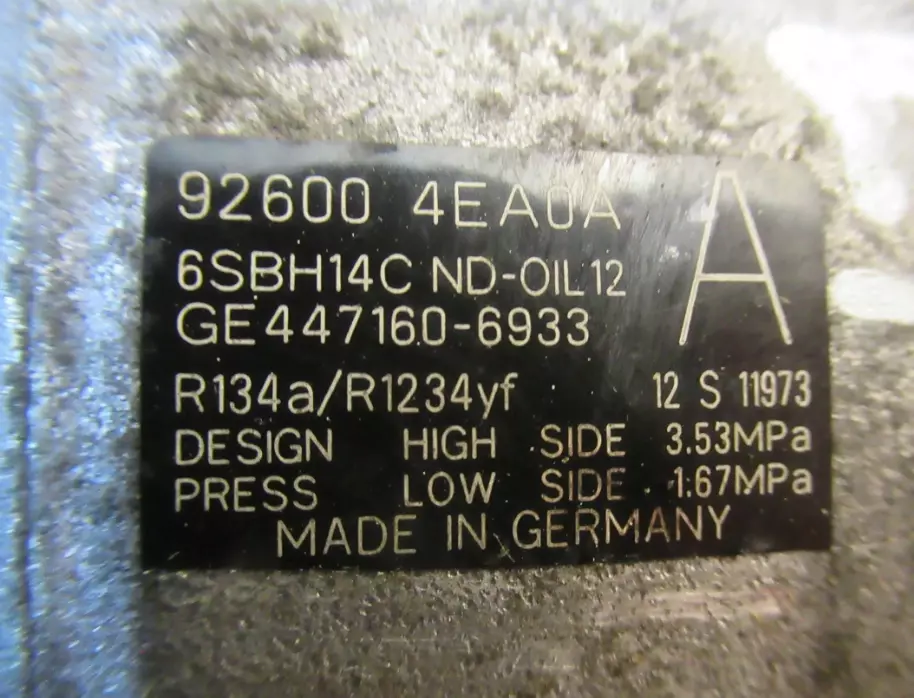 92600 4EA0A A
6SBH14C ND-OIL12
GE447160-6933
R134a/R1234yf 12 S 11973
DESIGN HIGH SIDE 3.53MPa
PRESS LOW SIDE 1.67MPa
MADE IN GERMANY